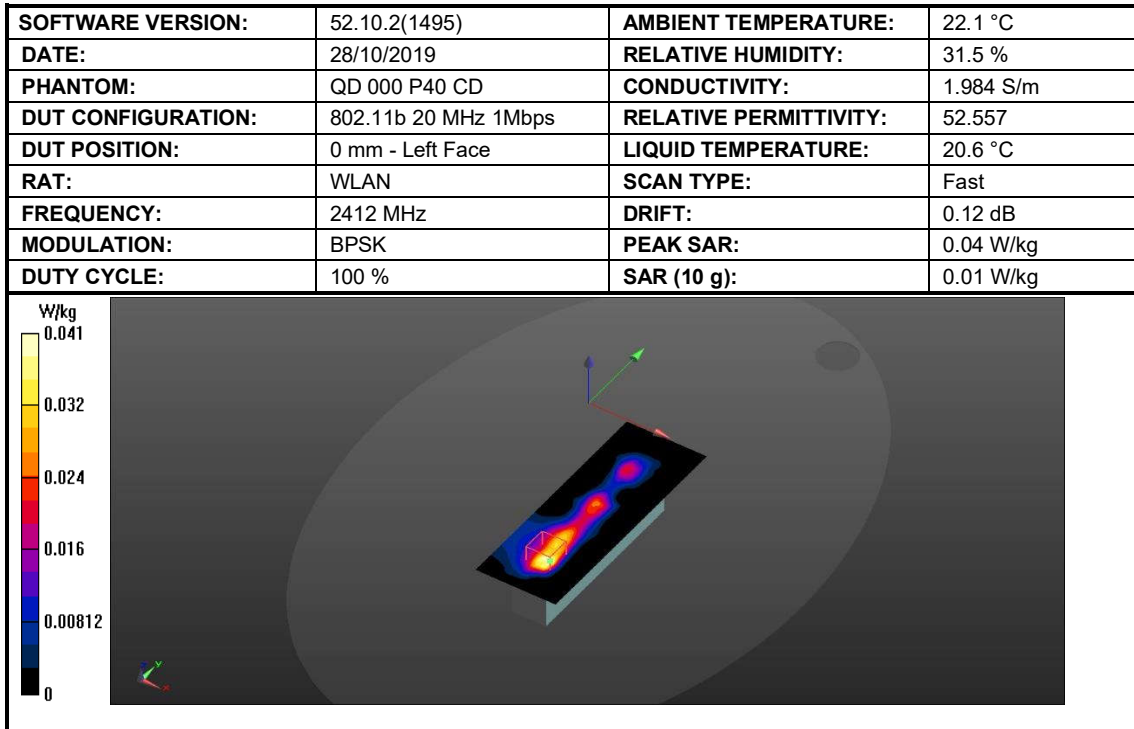 SOFTWARE VERSION: 52.10.2(1495) AMBIENT TEMPERATURE: 22.1 °C
DATE: 28/10/2019 RELATIVE HUMIDITY: 31.5 %
PHANTOM: QD 000 P40 CD CONDUCTIVITY: 1.984 S/m
DUT CONFIGURATION: 802.11b 20 MHz 1Mbps RELATIVE PERMITTIVITY: 52.557
DUT POSITION: 0 mm - Left Face LIQUID TEMPERATURE: 20.6 °C
RAT: WLAN SCAN TYPE: Fast
FREQUENCY: 2412 MHz DRIFT: 0.12 dB
MODULATION: BPSK PEAK SAR: 0.04 W/kg
DUTY CYCLE: 100 % SAR (10 g): 0.01 W/kg
W/kg
0.041
0.032
0.024
0.016
0.00812
0
z Y
x